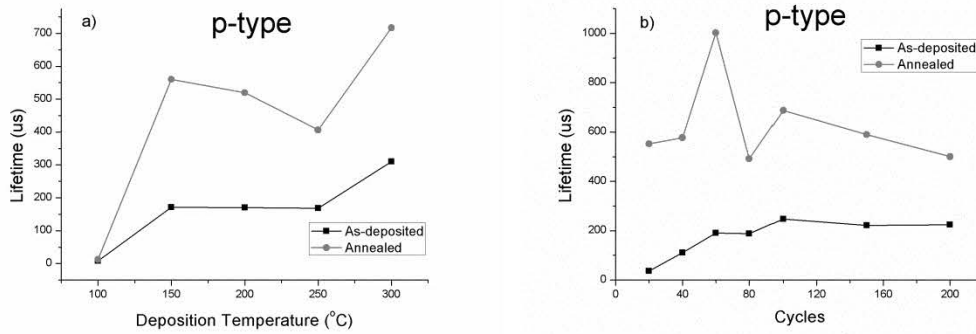 a)
p-type
700
600
500
400
300
200
100
0
Lifetime (us)
As-deposited
Annealed
100 150 200 250 300
Deposition Temperature (°C)
b)
p-type
1000
800
600
400
200
0
Lifetime (us)
As-deposited
Annealed
0 40 80 120 160 200
Cycles